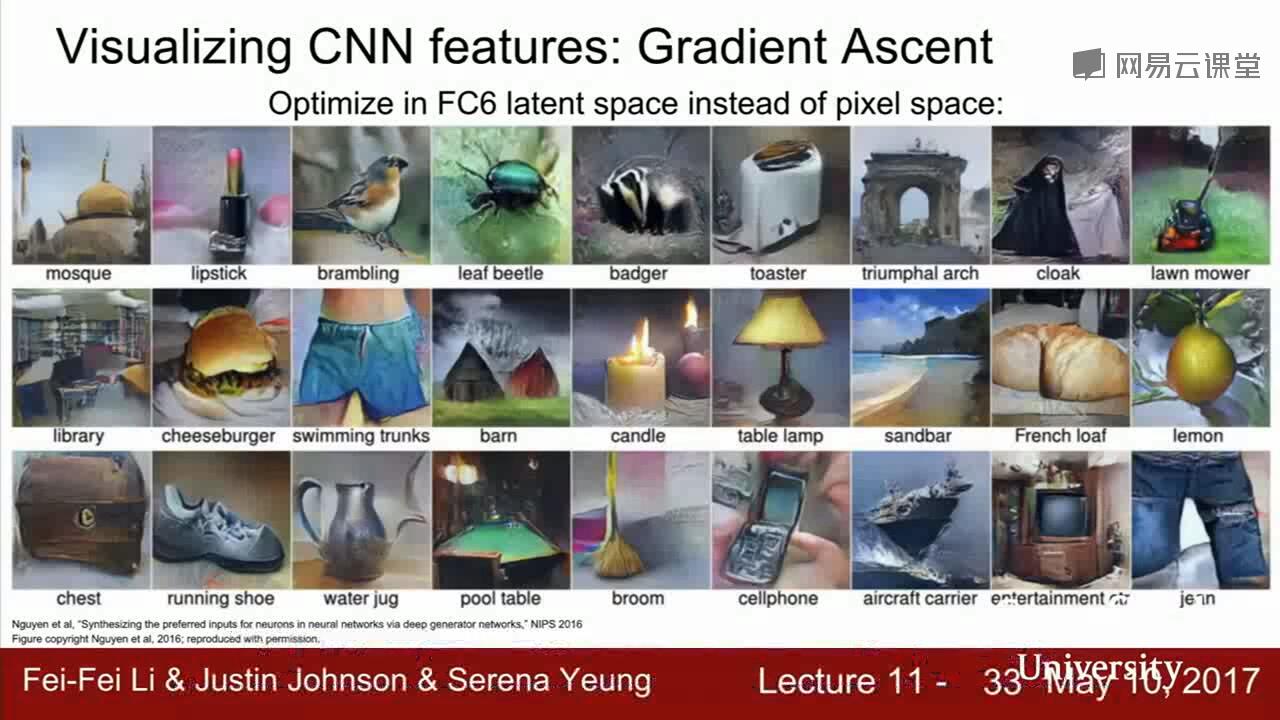 Visualizing CNN features: Gradient Ascent
网易云课堂
Optimize in FC6 latent space instead of pixel space:
mosque lipstick brambling leaf beetle badger toaster triumphal arch cloak lawn mower
library cheeseburger swimming trunks barn candle table lamp sandbar French loaf lemon
chest running shoe water jug pool table broom cellphone aircraft carrier entertainment ctr jean
Nguyen et al, “Synthesizing the preferred inputs for neurons in neural networks via deep generator networks,” NIPS 2016
Figure copyright Nguyen et al, 2016; reproduced with permission.
Fei-Fei Li & Justin Johnson & Serena Yeung Lecture 11 - 33 May 10, 2017
University